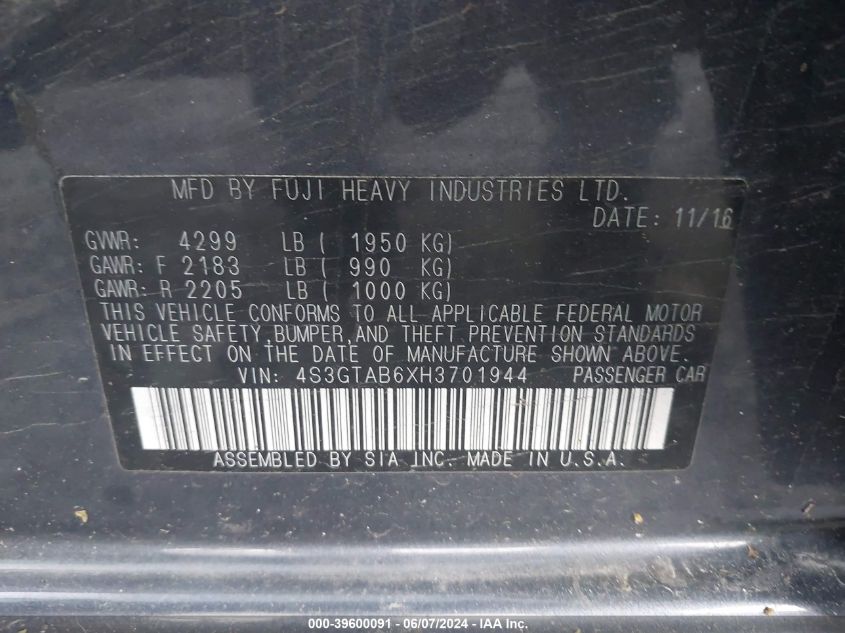 MFD BY FUJI HEAVY INDUSTRIES LTD.
DATE: 11/16
GVWR: 4299 LB ( 1950 KG)
GAWR: F 2183 LB ( 990 KG)
GAWR: R 2205 LB ( 1000 KG)
THIS VEHICLE CONFORMS TO ALL APPLICABLE FEDERAL MOTOR
VEHICLE SAFETY,BUMPER,AND THEFT PREVENTION STANDARDS
IN EFFECT ON THE DATE OF MANUFACTURE SHOWN ABOVE.
VIN: 4S3GTAB6XH3701944 PASSENGER CAR
ASSEMBLED BY SIA INC. MADE IN U.S.A.
000-39600091 - 06/07/2024 - IAA Inc.